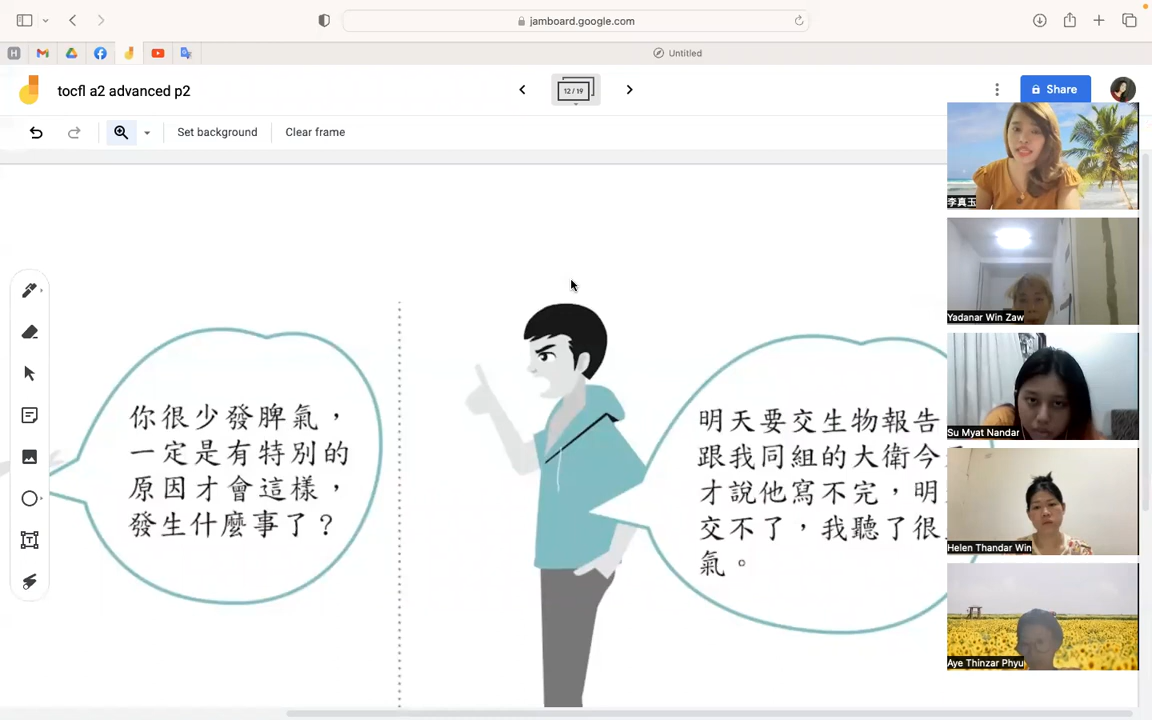 jamboard.google.com
Untitled
tocfl a2 advanced p2
12 / 19
Share
Set background
Clear frame
你很少發脾氣，
一定是有特別的
原因才會這樣，
發生什麼事了？
明天要交生物報告
跟我同組的大衛今
才說他寫不完，明
交不了，我聽了很
氣。
李真玉
Yadanar Win Zaw
Su Myat Nandar
Helen Thandar Win
Aye Thinzar Phyu